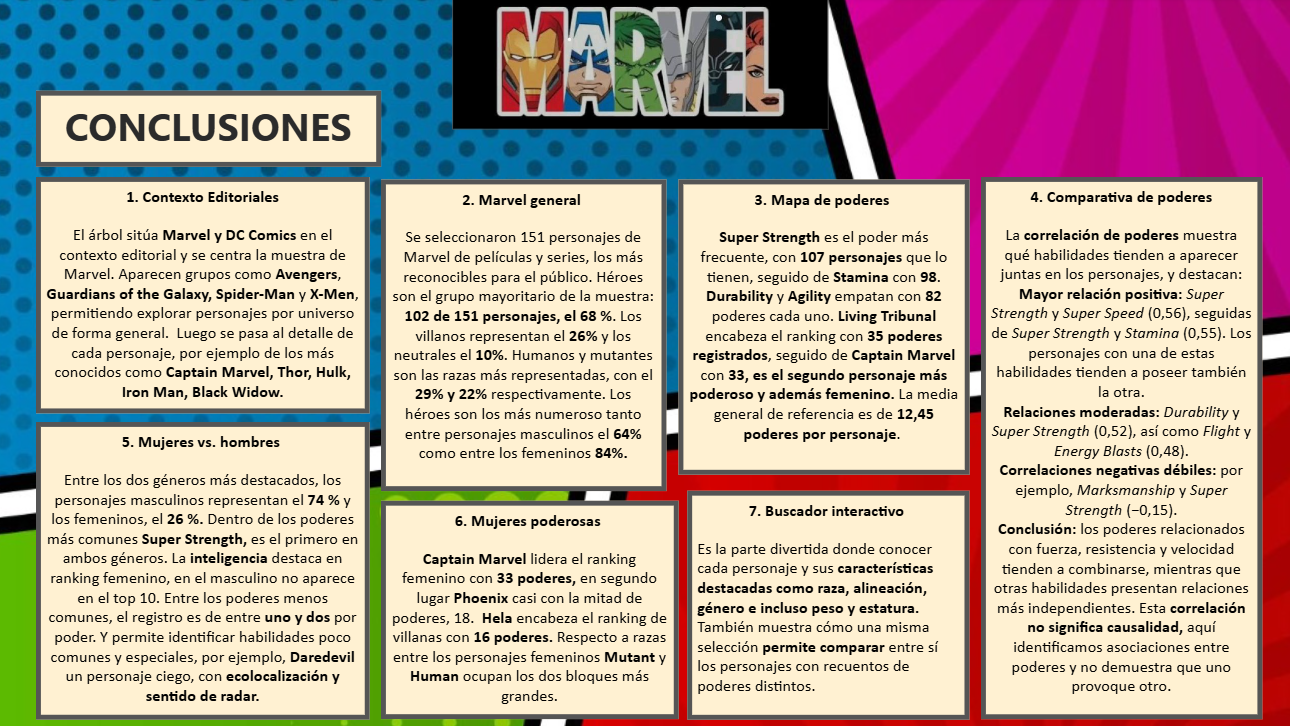 MARVEL
CONCLUSIONES
1. Contexto Editoriales
El árbol sitúa Marvel y DC Comics en el
contexto editorial y se centra la muestra de
Marvel. Aparecen grupos como Avengers,
Guardians of the Galaxy, Spider-Man y X-Men,
permitiendo explorar personajes por universo
de forma general. Luego se pasa al detalle de
cada personaje, por ejemplo de los más
conocidos como Captain Marvel, Thor, Hulk,
Iron Man, Black Widow.
2. Marvel general
Se seleccionaron 151 personajes de
Marvel de películas y series, los más
reconocibles para el público. Héroes
son el grupo mayoritario de la muestra:
102 de 151 personajes, el 68 %. Los
villanos representan el 26% y los
neutrales el 10%. Humanos y mutantes
son las razas más representadas, con el
29% y 22% respectivamente. Los
héroes son los más numeroso tanto
entre personajes masculinos el 64%
como entre los femeninos 84%.
3. Mapa de poderes
Super Strength es el poder más
frecuente, con 107 personajes que lo
tienen, seguido de Stamina con 98.
Durability y Agility empatan con 82
poderes cada uno. Living Tribunal
encabeza el ranking con 35 poderes
registrados, seguido de Captain Marvel
con 33, es el segundo personaje más
poderoso y además femenino. La media
general de referencia es de 12,45
poderes por personaje.
4. Comparativa de poderes
La correlación de poderes muestra
qué habilidades tienden a aparecer
juntas en los personajes, y destacan:
Mayor relación positiva: Super
Strength y Super Speed (0,56), seguidas
de Super Strength y Stamina (0,55). Los
personajes con una de estas
habilidades tienden a poseer también
la otra.
Relaciones moderadas: Durability y
Super Strength (0,52), así como Flight y
Energy Blasts (0,48).
Correlaciones negativas débiles: por
ejemplo, Marksmanship y Super
Strength (−0,15).
Conclusión: los poderes relacionados
con fuerza, resistencia y velocidad
tienden a combinarse, mientras que
otras habilidades presentan relaciones
más independientes. Esta correlación
no significa causalidad, aquí
identificamos asociaciones entre
poderes y no demuestra que uno
provoque otro.
5. Mujeres vs. hombres
Entre los dos géneros más destacados, los
personajes masculinos representan el 74 % y
los femeninos, el 26 %. Dentro de los poderes
más comunes Super Strength, es el primero en
ambos géneros. La inteligencia destaca en
ranking femenino, en el masculino no aparece
en el top 10. Entre los poderes menos
comunes, el registro es de entre uno y dos por
poder. Y permite identificar habilidades poco
comunes y especiales, por ejemplo, Daredevil
un personaje ciego, con ecolocalización y
sentido de radar.
6. Mujeres poderosas
Captain Marvel lidera el ranking
femenino con 33 poderes, en segundo
lugar Phoenix casi con la mitad de
poderes, 18. Hela encabeza el ranking de
villanas con 16 poderes. Respecto a razas
entre los personajes femeninos Mutant y
Human ocupan los dos bloques más
grandes.
7. Buscador interactivo
Es la parte divertida donde conocer
cada personaje y sus características
destacadas como raza, alineación,
género e incluso peso y estatura.
También muestra cómo una misma
selección permite comparar entre sí
los personajes con recuentos de
poderes distintos.